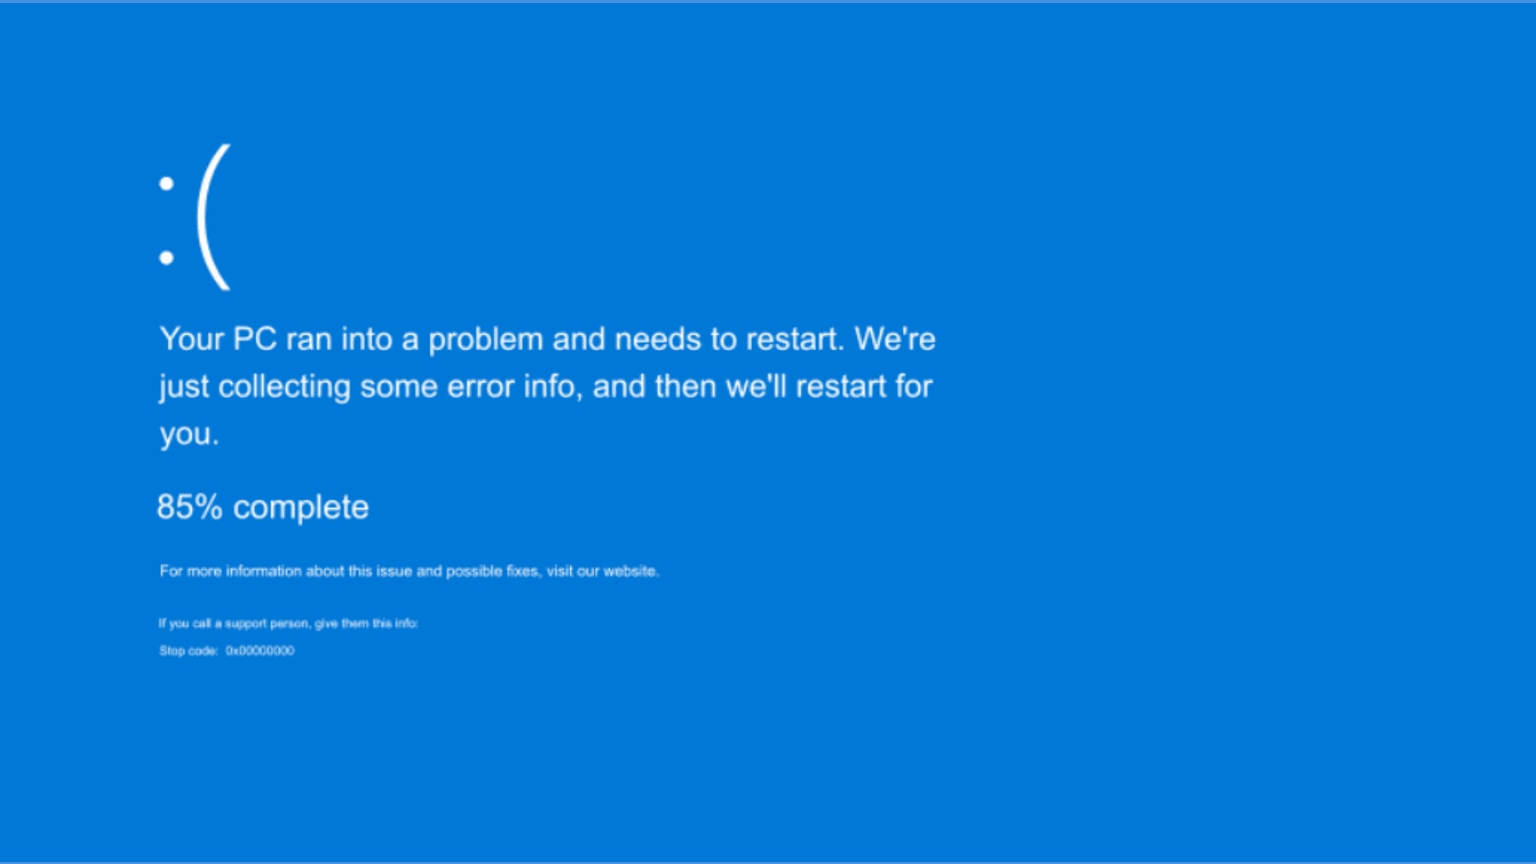 :(
Your PC ran into a problem and needs to restart. We're
just collecting some error info, and then we'll restart for
you.
85% complete
For more information about this issue and possible fixes, visit our website.
If you call a support person, give them this info:
Stop code: 0x00000000